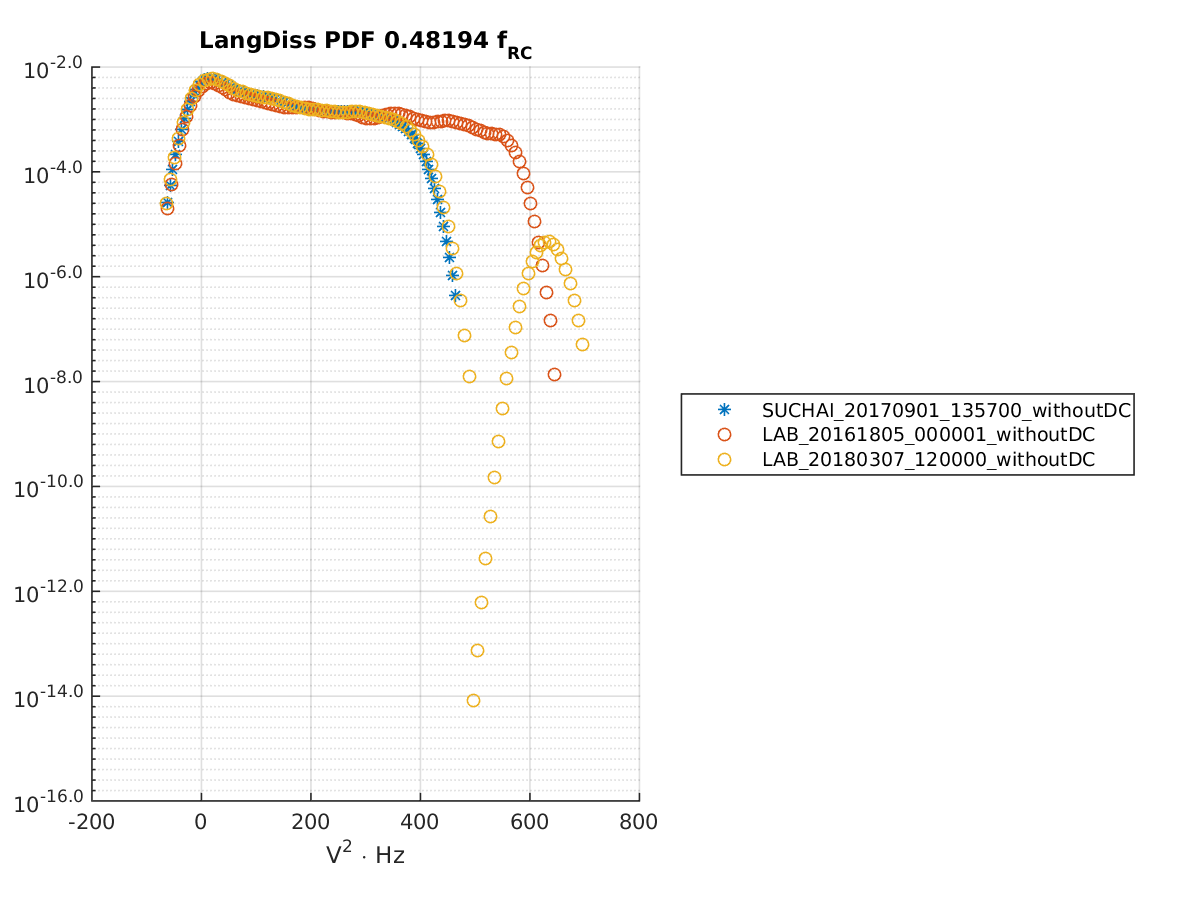 LangDiss PDF 0.48194 f_RC
10^-2.0
10^-4.0
10^-6.0
10^-8.0
10^-10.0
10^-12.0
10^-14.0
10^-16.0
-200 0 200 400 600 800
V^2 · Hz
SUCHAI_20170901_135700_withoutDC
LAB_20161805_000001_withoutDC
LAB_20180307_120000_withoutDC